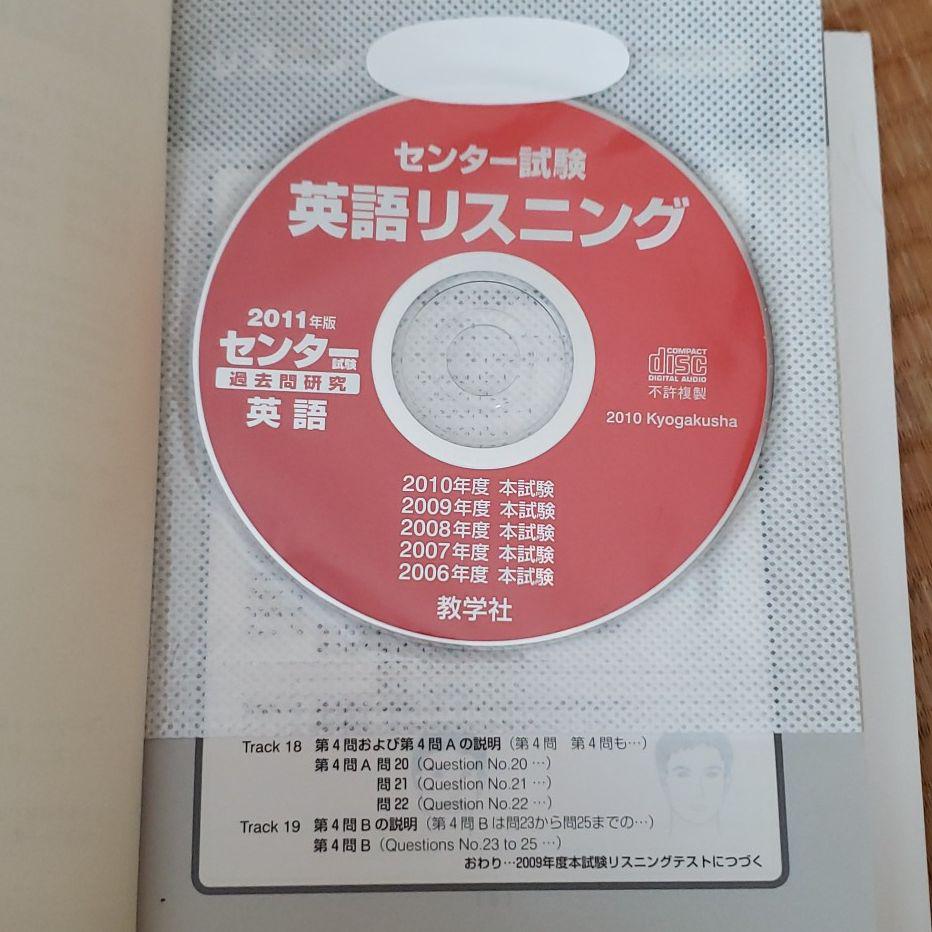 センター試験
英語リスニング
2011年版
センター試験
過去問研究
英語
COMPACT
disc
DIGITAL AUDIO
不許複製
2010 Kyogakusha
2010年度 本試験
2009年度 本試験
2008年度 本試験
2007年度 本試験
2006年度 本試験
教学社
Track 18 第4問および第4問Aの説明（第4問 第4問も…）
第4問A 問20（Question No.20 …）
問21（Question No.21 …）
問22（Question No.22 …）
Track 19 第4問Bの説明（第4問Bは問23から問25までの…）
第4問B（Questions No.23 to 25 …）
おわり…2009年度本試験リスニングテストにつづく